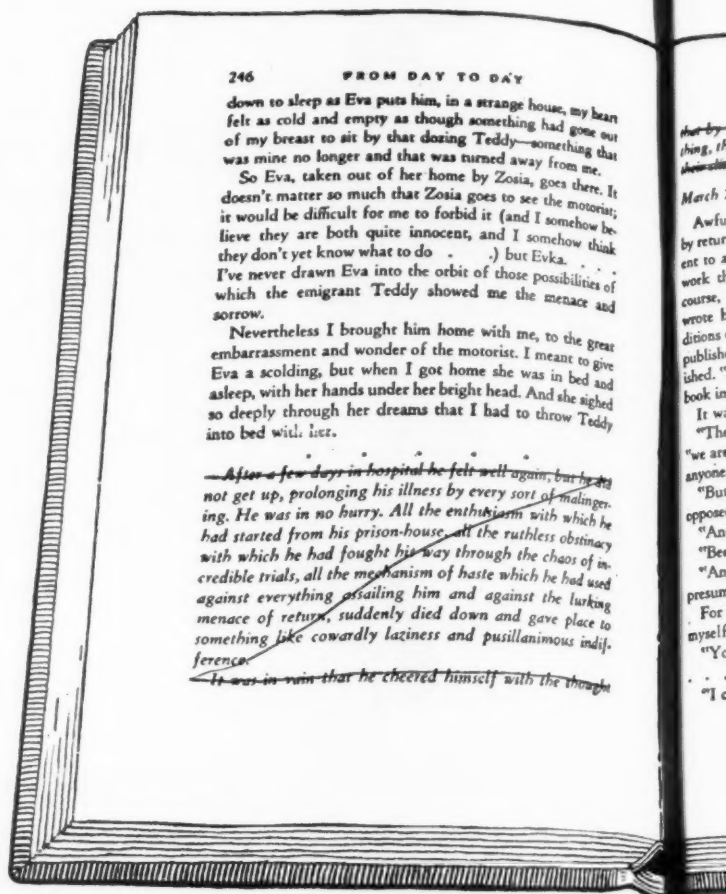 246 FROM DAY TO DAY
down to sleep as Eva puts him, in a strange house, my heart
felt as cold and empty as though something had gone out
of my breast to sit by that dozing Teddy—something that
was mine no longer and that was turned away from me.
So Eva, taken out of her home by Zosia, goes there. It
doesn't matter so much that Zosia goes to see the motorist;
it would be difficult for me to forbid it (and I somehow be-
lieve they are both quite innocent, and I somehow think
they don't yet know what to do . .) but Evka. . . .
I've never drawn Eva into the orbit of those possibilities of
which the emigrant Teddy showed me the menace and
sorrow.
Nevertheless I brought him home with me, to the great
embarrassment and wonder of the motorist. I meant to give
Eva a scolding, but when I got home she was in bed and
asleep, with her hands under her bright head. And she sighed
so deeply through her dreams that I had to throw Teddy
into bed with her.
. . . . .
After a few days in hospital he felt well again, but he did
not get up, prolonging his illness by every sort of malinger-
ing. He was in no hurry. All the enthusiasm with which he
had started from his prison-house, all the ruthless obstinacy
with which he had fought his way through the chaos of in-
credible trials, all the mechanism of haste which he had used
against everything assailing him and against the lurking
menace of return, suddenly died down and gave place to
something like cowardly laziness and pusillanimous indif-
ference.
It was in vain that he cheered himself with the thought
that by
thing, th
March
Awfu
by retur
ent to a
work th
course,
wrote b
ditions
publish
ished. "
book in
It wa
"The
"we are
anyone
"But
oppose
"An
"Bec
"An
presum
For
myself
"Yo
. . .
"I c